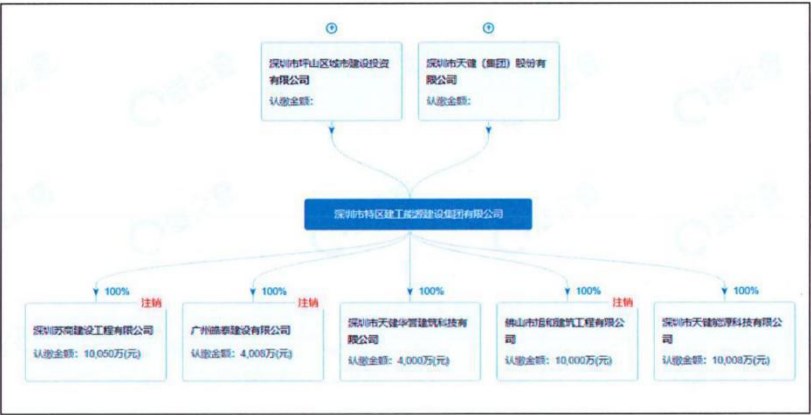 深圳市坪山区城市建设投资
有限公司
认缴金额：
深圳市天健（集团）股份有
限公司
认缴金额：
深圳市特区建工能源建设集团有限公司
100%
注销
深圳苏商建设工程有限公司
认缴金额：10,050万(元)
100%
注销
广州皓泰建设有限公司
认缴金额：4,008万(元)
100%
深圳市天健华营建筑科技有
限公司
认缴金额：4,000万(元)
100%
注销
佛山市旭和建筑工程有限公
司
认缴金额：10,000万(元)
100%
深圳市天健能源科技有限公
司
认缴金额：10,008万(元)